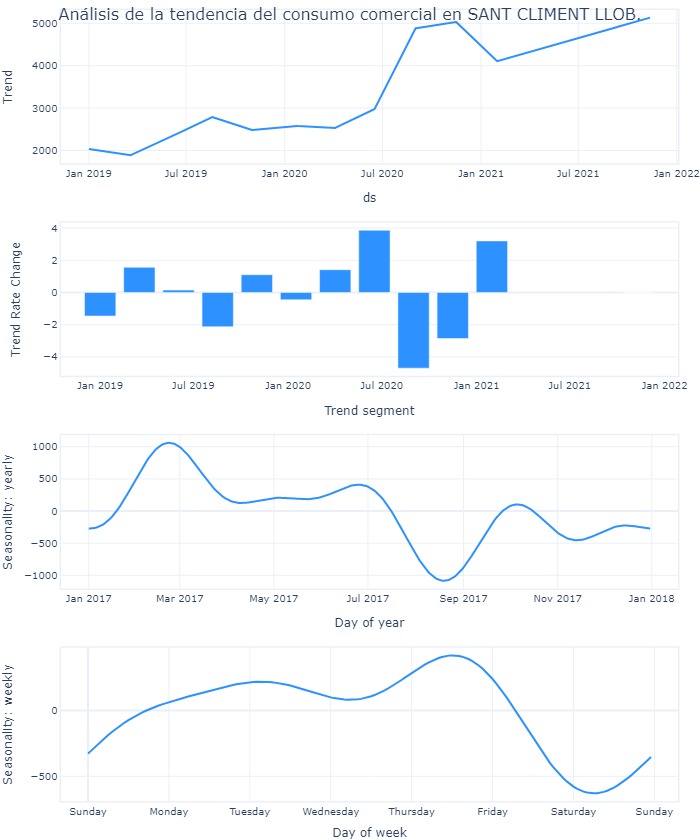 Análisis de la tendencia del consumo comercial en SANT CLIMENT LLOB.
5000
4000
3000
2000
Trend
Jan 2019 Jul 2019 Jan 2020 Jul 2020 Jan 2021 Jul 2021 Jan 2022
ds
4
2
0
−2
−4
Trend Rate Change
Jan 2019 Jul 2019 Jan 2020 Jul 2020 Jan 2021 Jul 2021 Jan 2022
Trend segment
1000
500
0
−500
−1000
Seasonality: yearly
Jan 2017 Mar 2017 May 2017 Jul 2017 Sep 2017 Nov 2017 Jan 2018
Day of year
0
−500
Seasonality: weekly
Sunday Monday Tuesday Wednesday Thursday Friday Saturday Sunday
Day of week